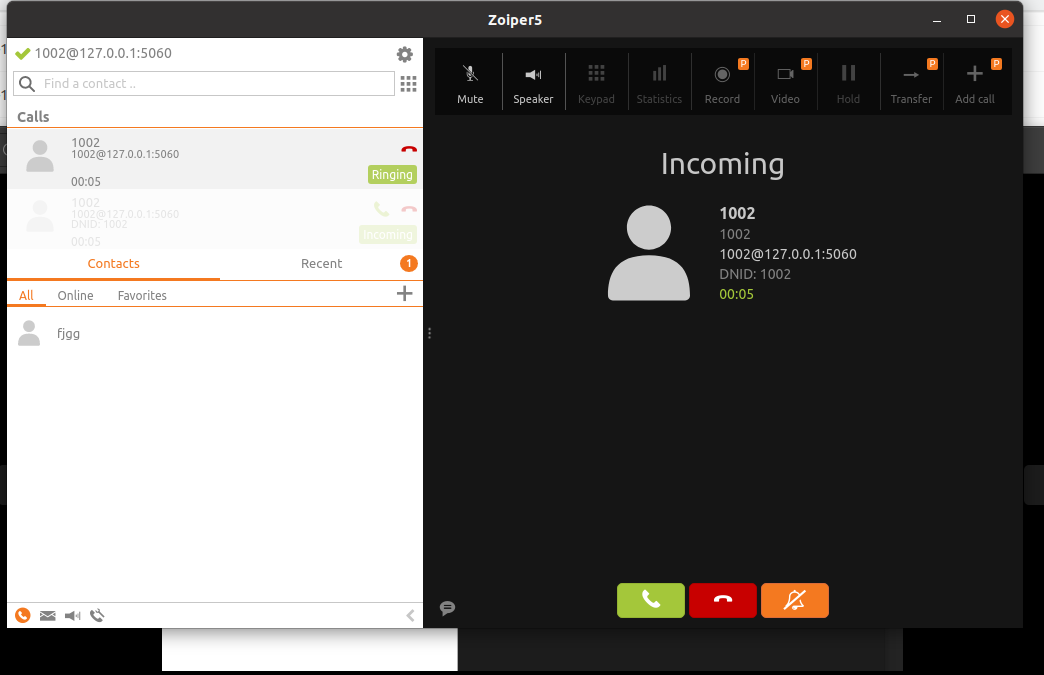 Zoiper5
1002@127.0.0.1:5060
Find a contact ..
Calls
1002
1002@127.0.0.1:5060
00:05
Ringing
1002
1002@127.0.0.1:5060
DNID: 1002
00:05
Incoming
Contacts
Recent
1
All
Online
Favorites
fjgg
Mute
Speaker
Keypad
Statistics
P
Record
P
Video
Hold
P
Transfer
P
Add call
Incoming
1002
1002
1002@127.0.0.1:5060
DNID: 1002
00:05